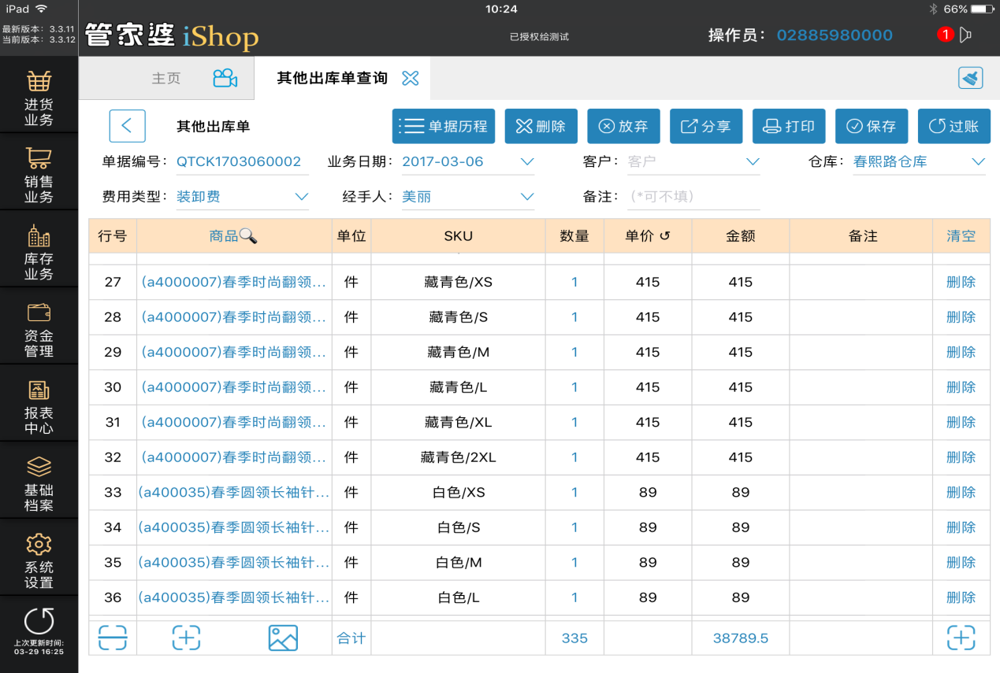 iPad 10:24 66%
最新版本：3.3.11
当前版本：3.3.12
管家婆 iShop
已授权给测试
操作员： 02885980000
1
进货
业务
销售
业务
库存
业务
资金
管理
报表
中心
基础
档案
系统
设置
上次更新时间:
03-29 16:25
主页 其他出库单查询
其他出库单 单据历程 删除 放弃 分享 打印 保存 过账
单据编号： QTCK1703060002 业务日期： 2017-03-06 客户： 客户 仓库： 春熙路仓库
费用类型： 装卸费 经手人： 美丽 备注： (*可不填)
行号 商品 单位 SKU 数量 单价 金额 备注 清空
27 (a4000007)春季时尚翻领... 件 藏青色/XS 1 415 415 删除
28 (a4000007)春季时尚翻领... 件 藏青色/S 1 415 415 删除
29 (a4000007)春季时尚翻领... 件 藏青色/M 1 415 415 删除
30 (a4000007)春季时尚翻领... 件 藏青色/L 1 415 415 删除
31 (a4000007)春季时尚翻领... 件 藏青色/XL 1 415 415 删除
32 (a4000007)春季时尚翻领... 件 藏青色/2XL 1 415 415 删除
33 (a400035)春季圆领长袖针... 件 白色/XS 1 89 89 删除
34 (a400035)春季圆领长袖针... 件 白色/S 1 89 89 删除
35 (a400035)春季圆领长袖针... 件 白色/M 1 89 89 删除
36 (a400035)春季圆领长袖针... 件 白色/L 1 89 89 删除
合计 335 38789.5